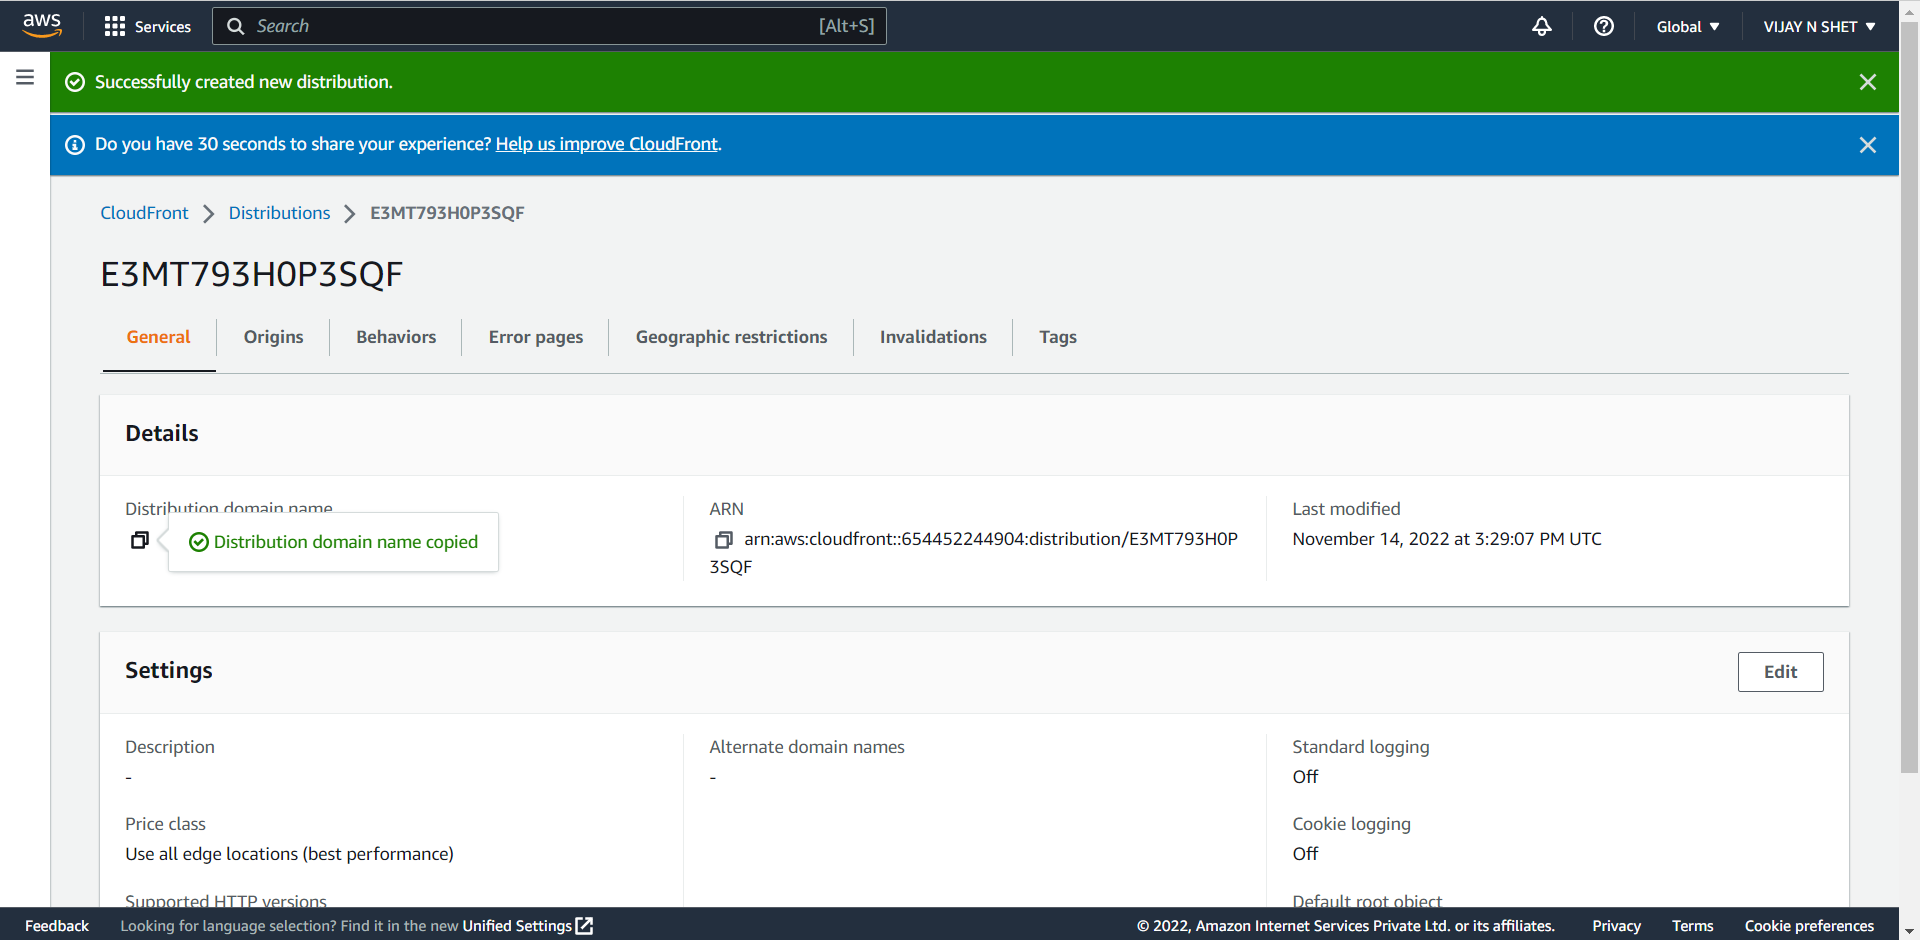 aws
Services
Search
[Alt+S]
Global
VIJAY N SHET
Successfully created new distribution.
Do you have 30 seconds to share your experience? Help us improve CloudFront.
CloudFront
Distributions
E3MT793H0P3SQF
E3MT793H0P3SQF
General
Origins
Behaviors
Error pages
Geographic restrictions
Invalidations
Tags
Details
Distribution domain name
Distribution domain name copied
ARN
arn:aws:cloudfront::654452244904:distribution/E3MT793H0P
3SQF
Last modified
November 14, 2022 at 3:29:07 PM UTC
Settings
Edit
Description
-
Price class
Use all edge locations (best performance)
Supported HTTP versions
Alternate domain names
-
Standard logging
Off
Cookie logging
Off
Default root object
Feedback
Looking for language selection? Find it in the new Unified Settings
© 2022, Amazon Internet Services Private Ltd. or its affiliates.
Privacy
Terms
Cookie preferences